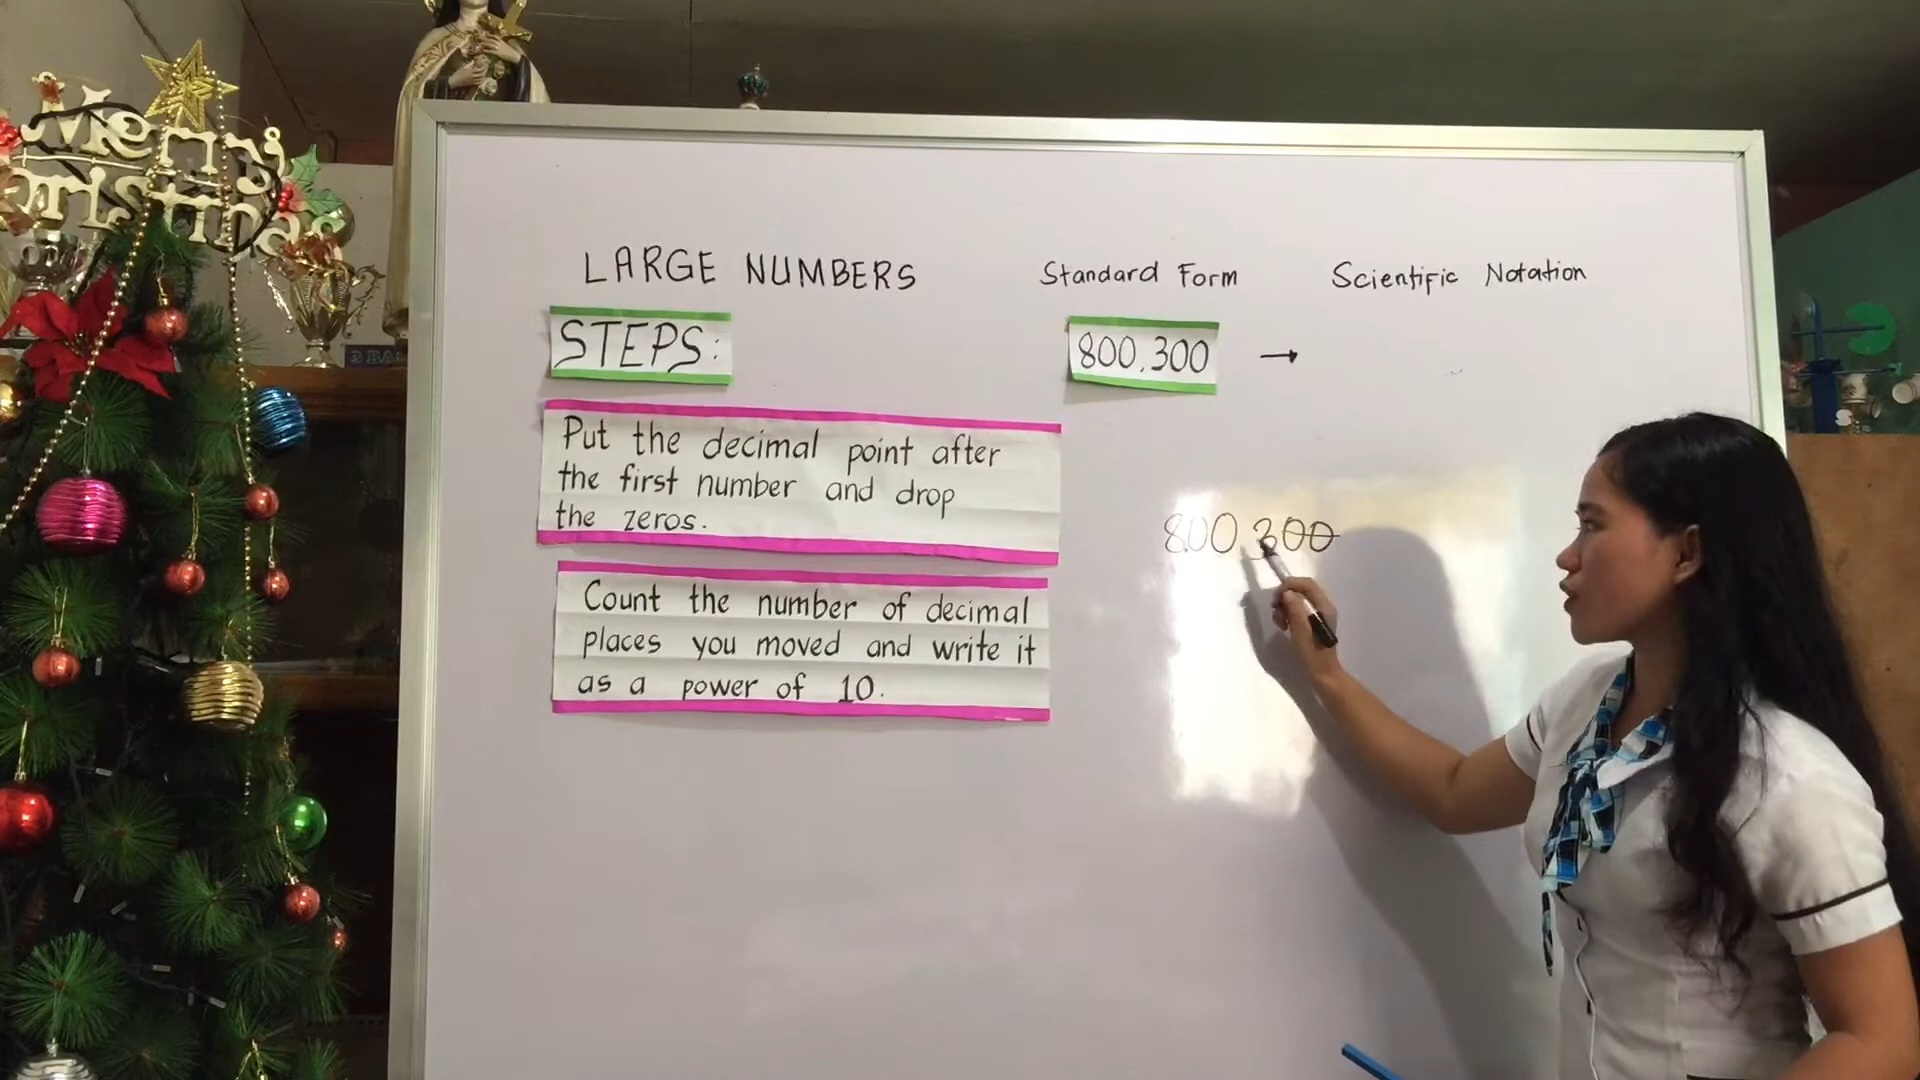 Merry
Christmas
LARGE NUMBERS
Standard Form
Scientific Notation
STEPS:
800,300 →
Put the decimal point after
the first number and drop
the zeros.
Count the number of decimal
places you moved and write it
as a power of 10.
8.00 300